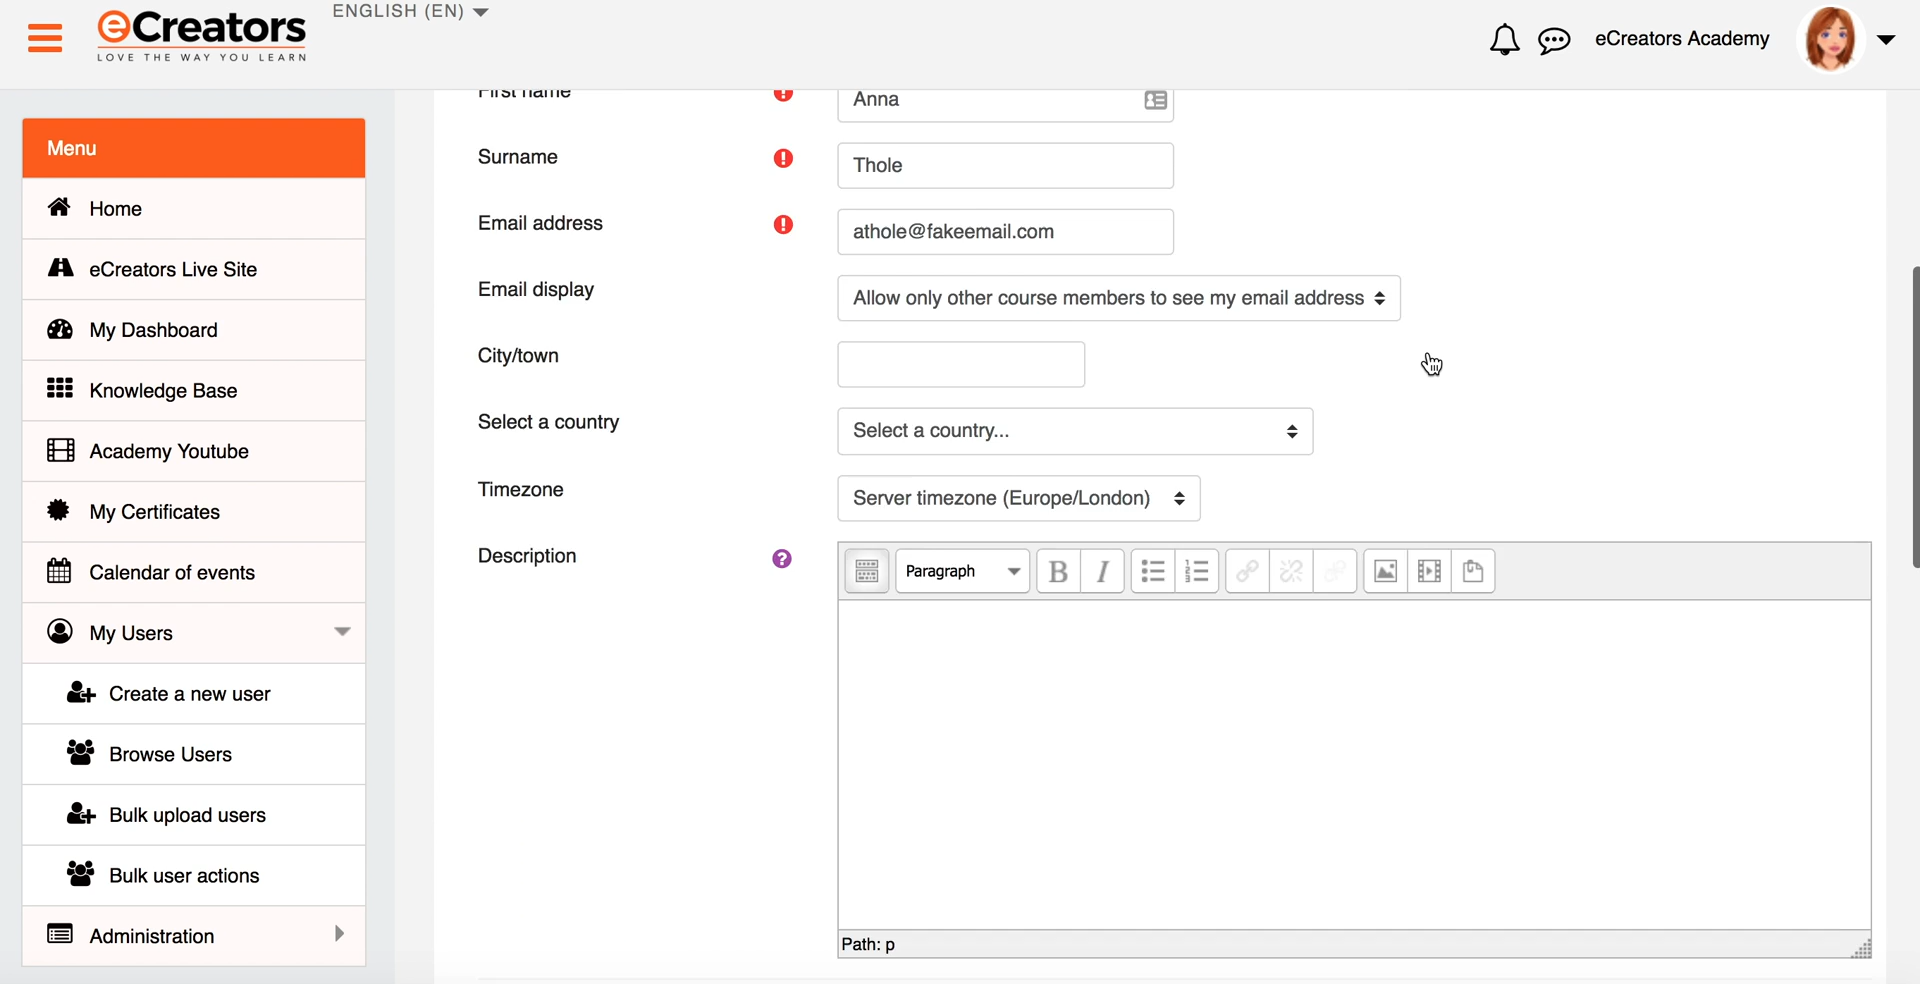 ENGLISH (EN)
eCreators
LOVE THE WAY YOU LEARN
eCreators Academy
Menu
Home
eCreators Live Site
My Dashboard
Knowledge Base
Academy Youtube
My Certificates
Calendar of events
My Users
Create a new user
Browse Users
Bulk upload users
Bulk user actions
Administration
First name
Anna
Surname
Thole
Email address
athole@fakeemail.com
Email display
Allow only other course members to see my email address
City/town
Select a country
Select a country...
Timezone
Server timezone (Europe/London)
Description
Paragraph
B I
Path: p